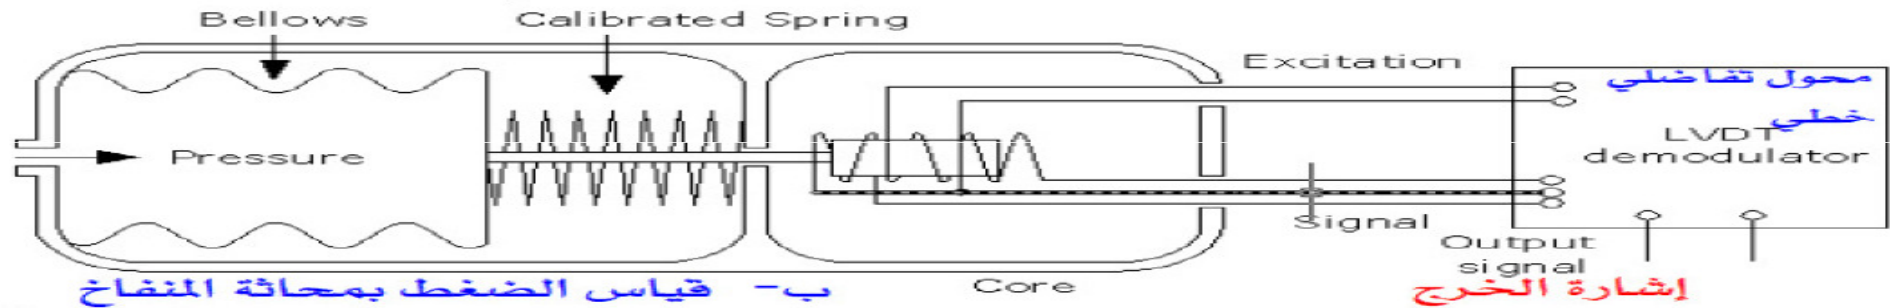 Bellows
Calibrated Spring
Excitation
محول تفاضلي
خطي
LVDT
demodulator
Pressure
Signal
Output
signal
Core
ب- قياس الضغط بمحاثة المنفاخ
إشارة الخرج